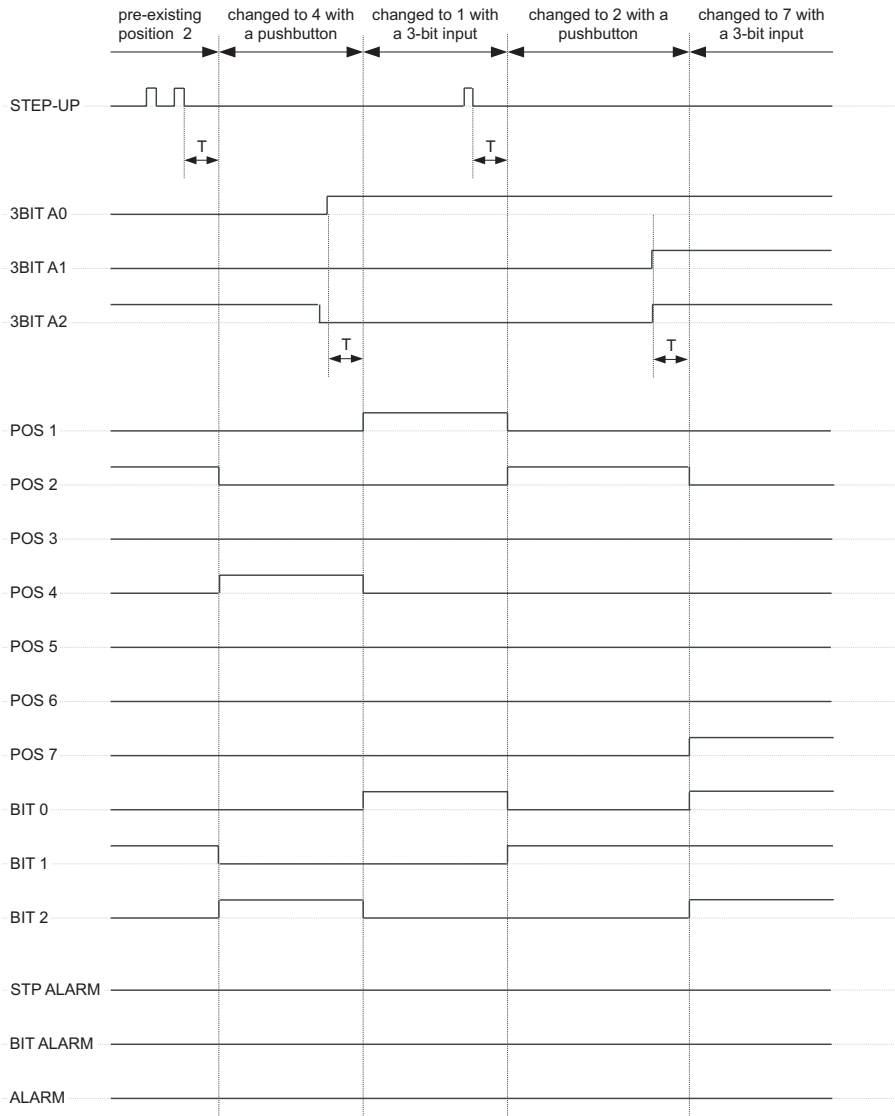 pre-existing
position 2
changed to 4 with
a pushbutton
changed to 1 with
a 3-bit input
changed to 2 with a
pushbutton
changed to 7 with
a 3-bit input
STEP-UP
T
T
3BIT A0
3BIT A1
3BIT A2
T
T
POS 1
POS 2
POS 3
POS 4
POS 5
POS 6
POS 7
BIT 0
BIT 1
BIT 2
STP ALARM
BIT ALARM
ALARM